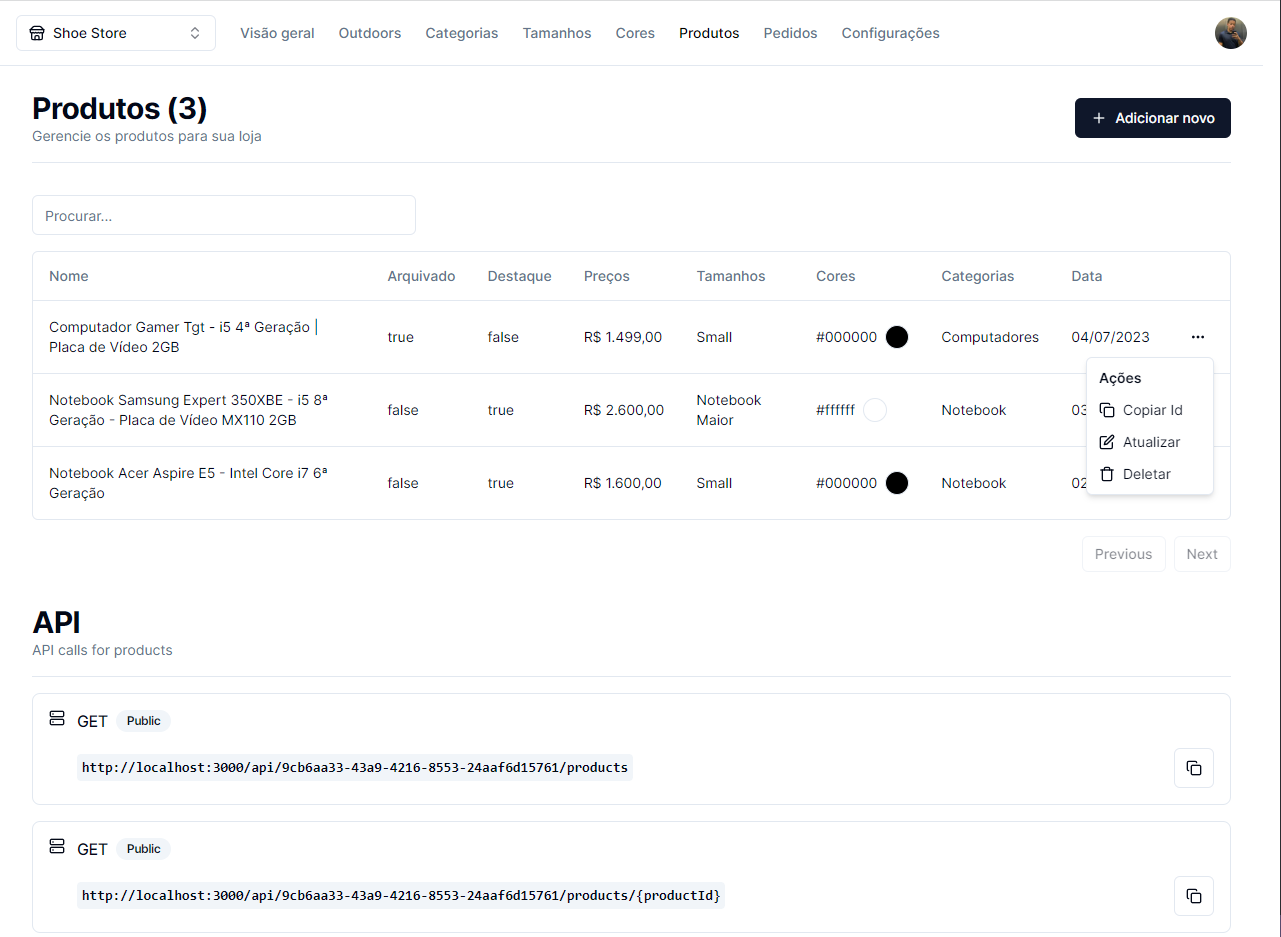 Shoe Store
Visão geral
Outdoors
Categorias
Tamanhos
Cores
Produtos
Pedidos
Configurações
Produtos (3)
Gerencie os produtos para sua loja
Adicionar novo
Procurar...
Nome
Arquivado
Destaque
Preços
Tamanhos
Cores
Categorias
Data
Computador Gamer Tgt - i5 4ª Geração |
Placa de Vídeo 2GB
true
false
R$ 1.499,00
Small
#000000
Computadores
04/07/2023
Notebook Samsung Expert 350XBE - i5 8ª
Geração - Placa de Vídeo MX110 2GB
false
true
R$ 2.600,00
Notebook
Maior
#ffffff
Notebook
03
Notebook Acer Aspire E5 - Intel Core i7 6ª
Geração
false
true
R$ 1.600,00
Small
#000000
Notebook
02
Ações
Copiar Id
Atualizar
Deletar
Previous
Next
API
API calls for products
GET
Public
http://localhost:3000/api/9cb6aa33-43a9-4216-8553-24aaf6d15761/products
GET
Public
http://localhost:3000/api/9cb6aa33-43a9-4216-8553-24aaf6d15761/products/{productId}